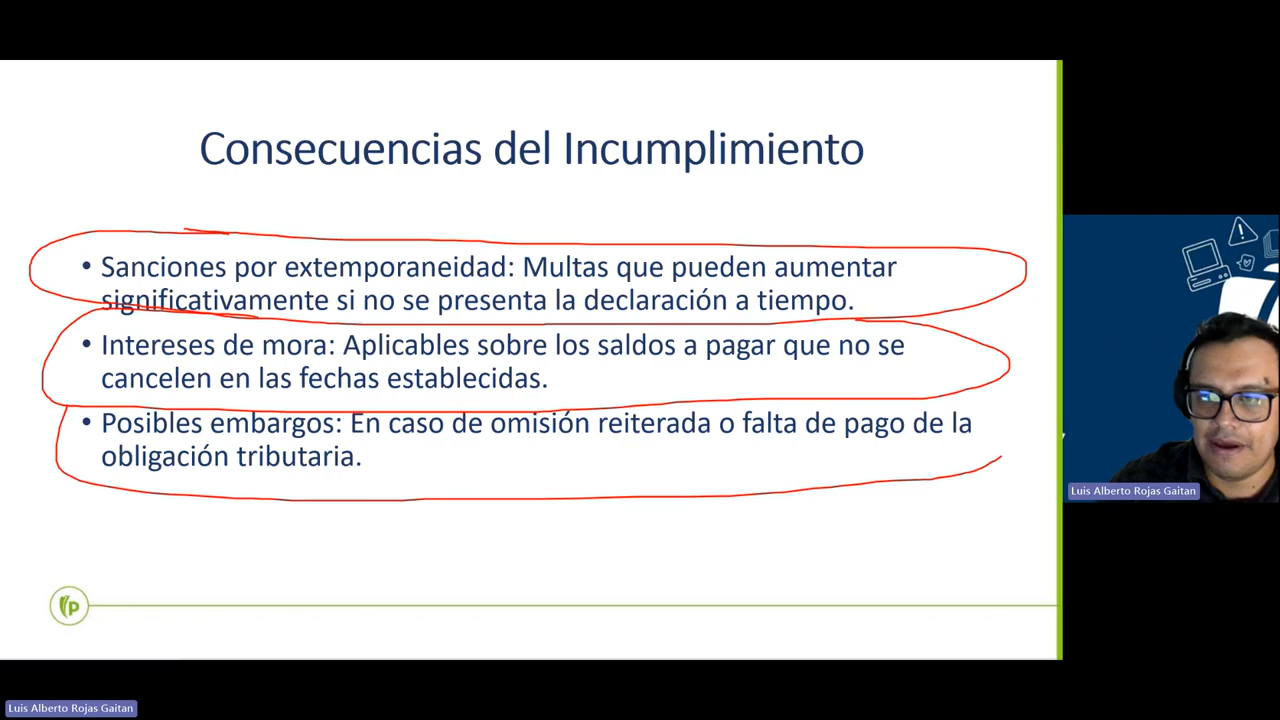 Consecuencias del Incumplimiento
• Sanciones por extemporaneidad: Multas que pueden aumentar
significativamente si no se presenta la declaración a tiempo.
• Intereses de mora: Aplicables sobre los saldos a pagar que no se
cancelen en las fechas establecidas.
• Posibles embargos: En caso de omisión reiterada o falta de pago de la
obligación tributaria.
P
Luis Alberto Rojas Gaitan
Luis Alberto Rojas Gaitan